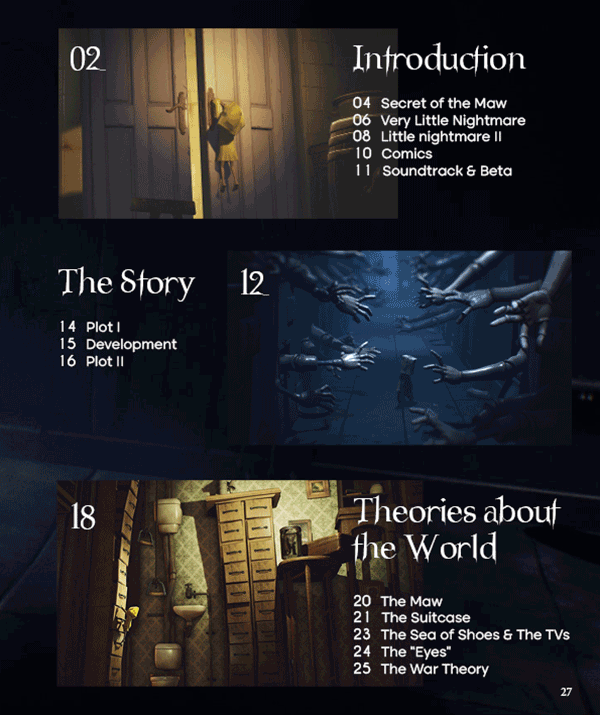 02
Introduction
04 Secret of the Maw
06 Very Little Nightmare
08 Little nightmare II
10 Comics
11 Soundtrack & Beta
The Story
12
14 Plot I
15 Development
16 Plot II
18
Theories about
the World
20 The Maw
21 The Suitcase
23 The Sea of Shoes & The TVs
24 The "Eyes"
25 The War Theory
27